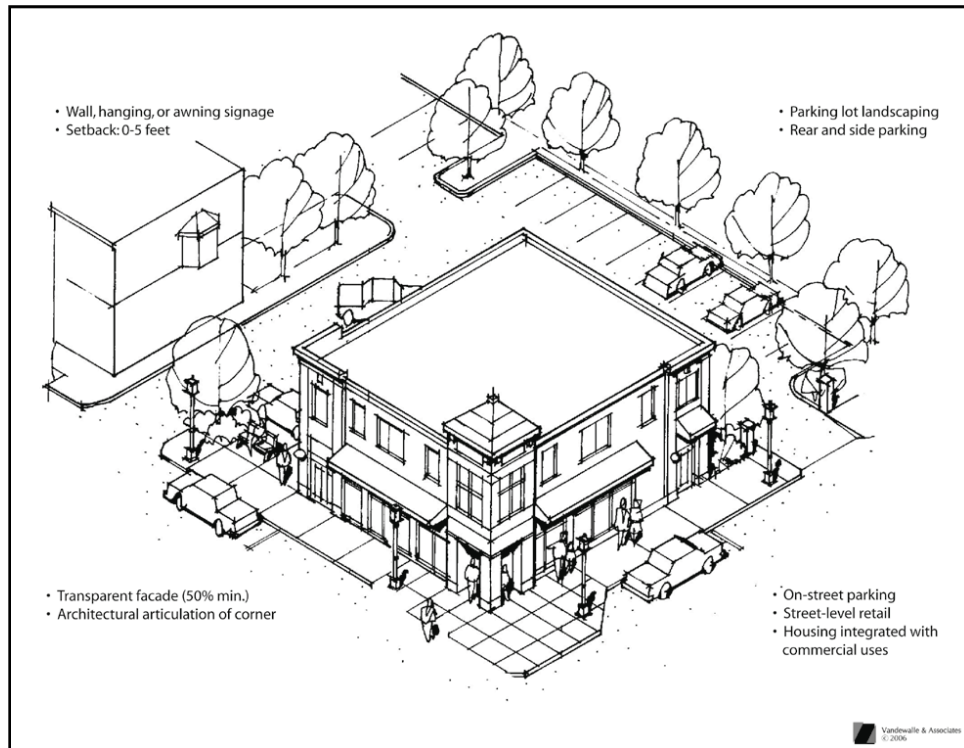 • Wall, hanging, or awning signage
• Setback: 0-5 feet
• Parking lot landscaping
• Rear and side parking
• Transparent facade (50% min.)
• Architectural articulation of corner
• On-street parking
• Street-level retail
• Housing integrated with
commercial uses
Vandewalle & Associates
© 2006